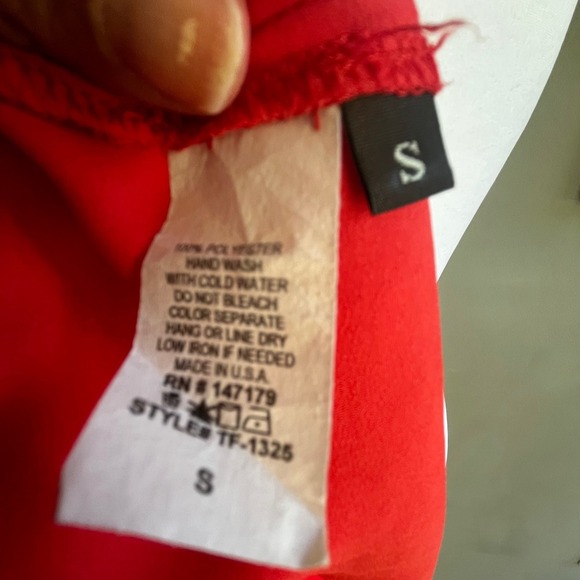 S
100% POLYESTER
HAND WASH
WITH COLD WATER
DO NOT BLEACH
COLOR SEPARATE
HANG OR LINE DRY
LOW IRON IF NEEDED
MADE IN U.S.A.
RN # 147179
STYLE# TF-1325
S